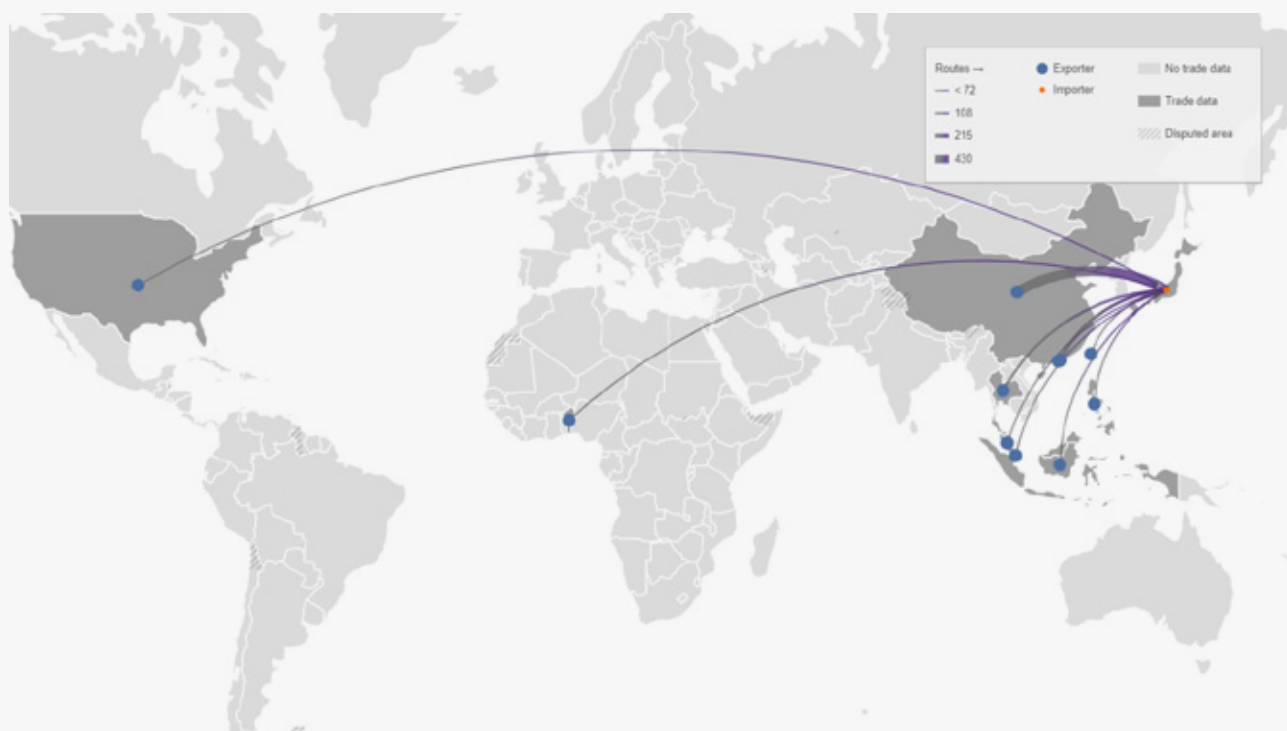 Routes →
< 72
108
215
430
Exporter
Importer
No trade data
Trade data
Disputed area